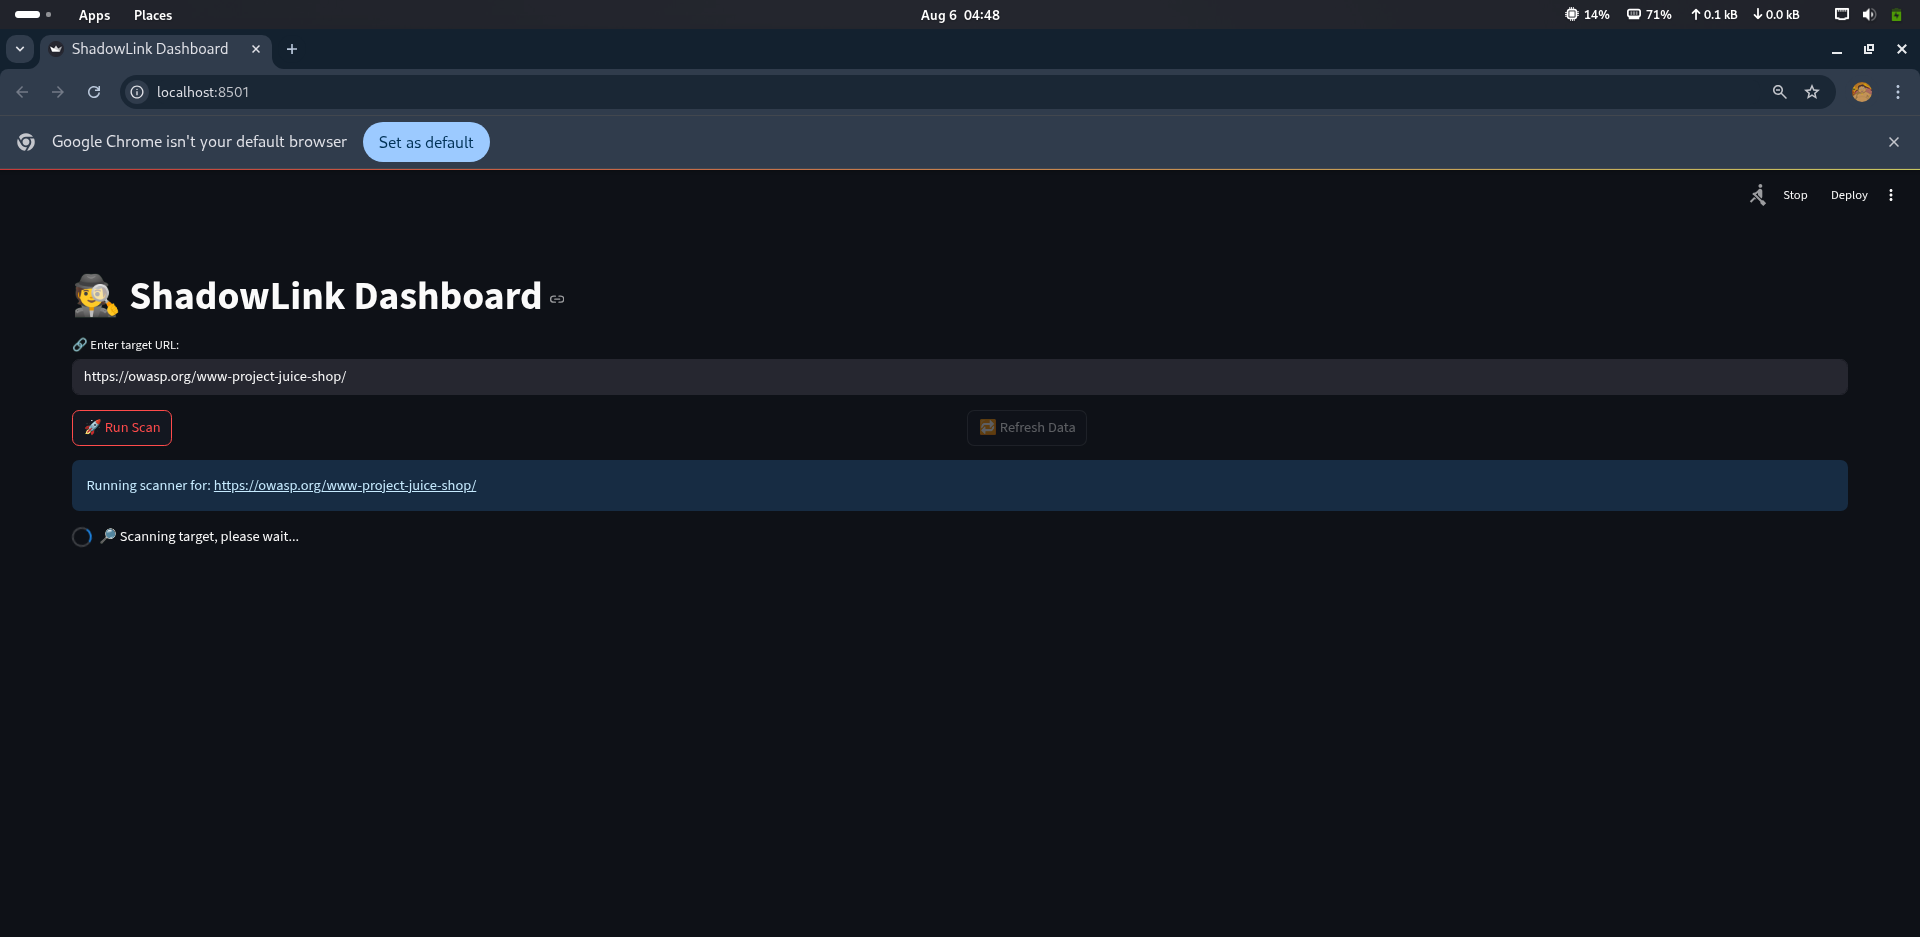 Apps Places Aug 6 04:48 14% 71% 0.1 kB 0.0 kB
ShadowLink Dashboard
localhost:8501
Google Chrome isn't your default browser Set as default
Stop Deploy
ShadowLink Dashboard
Enter target URL:
https://owasp.org/www-project-juice-shop/
Run Scan Refresh Data
Running scanner for: https://owasp.org/www-project-juice-shop/
Scanning target, please wait...